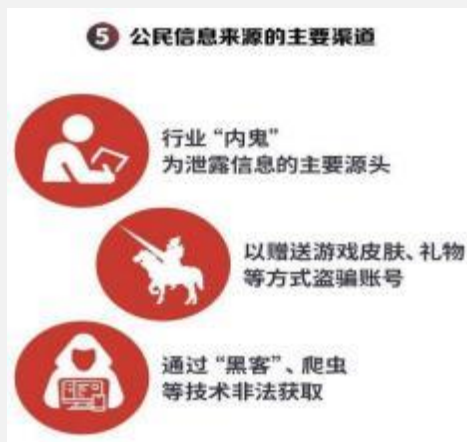 5 公民信息来源的主要渠道
行业“内鬼”
为泄露信息的主要源头
以赠送游戏皮肤、礼物
等方式盗骗账号
通过“黑客”、爬虫
等技术非法获取